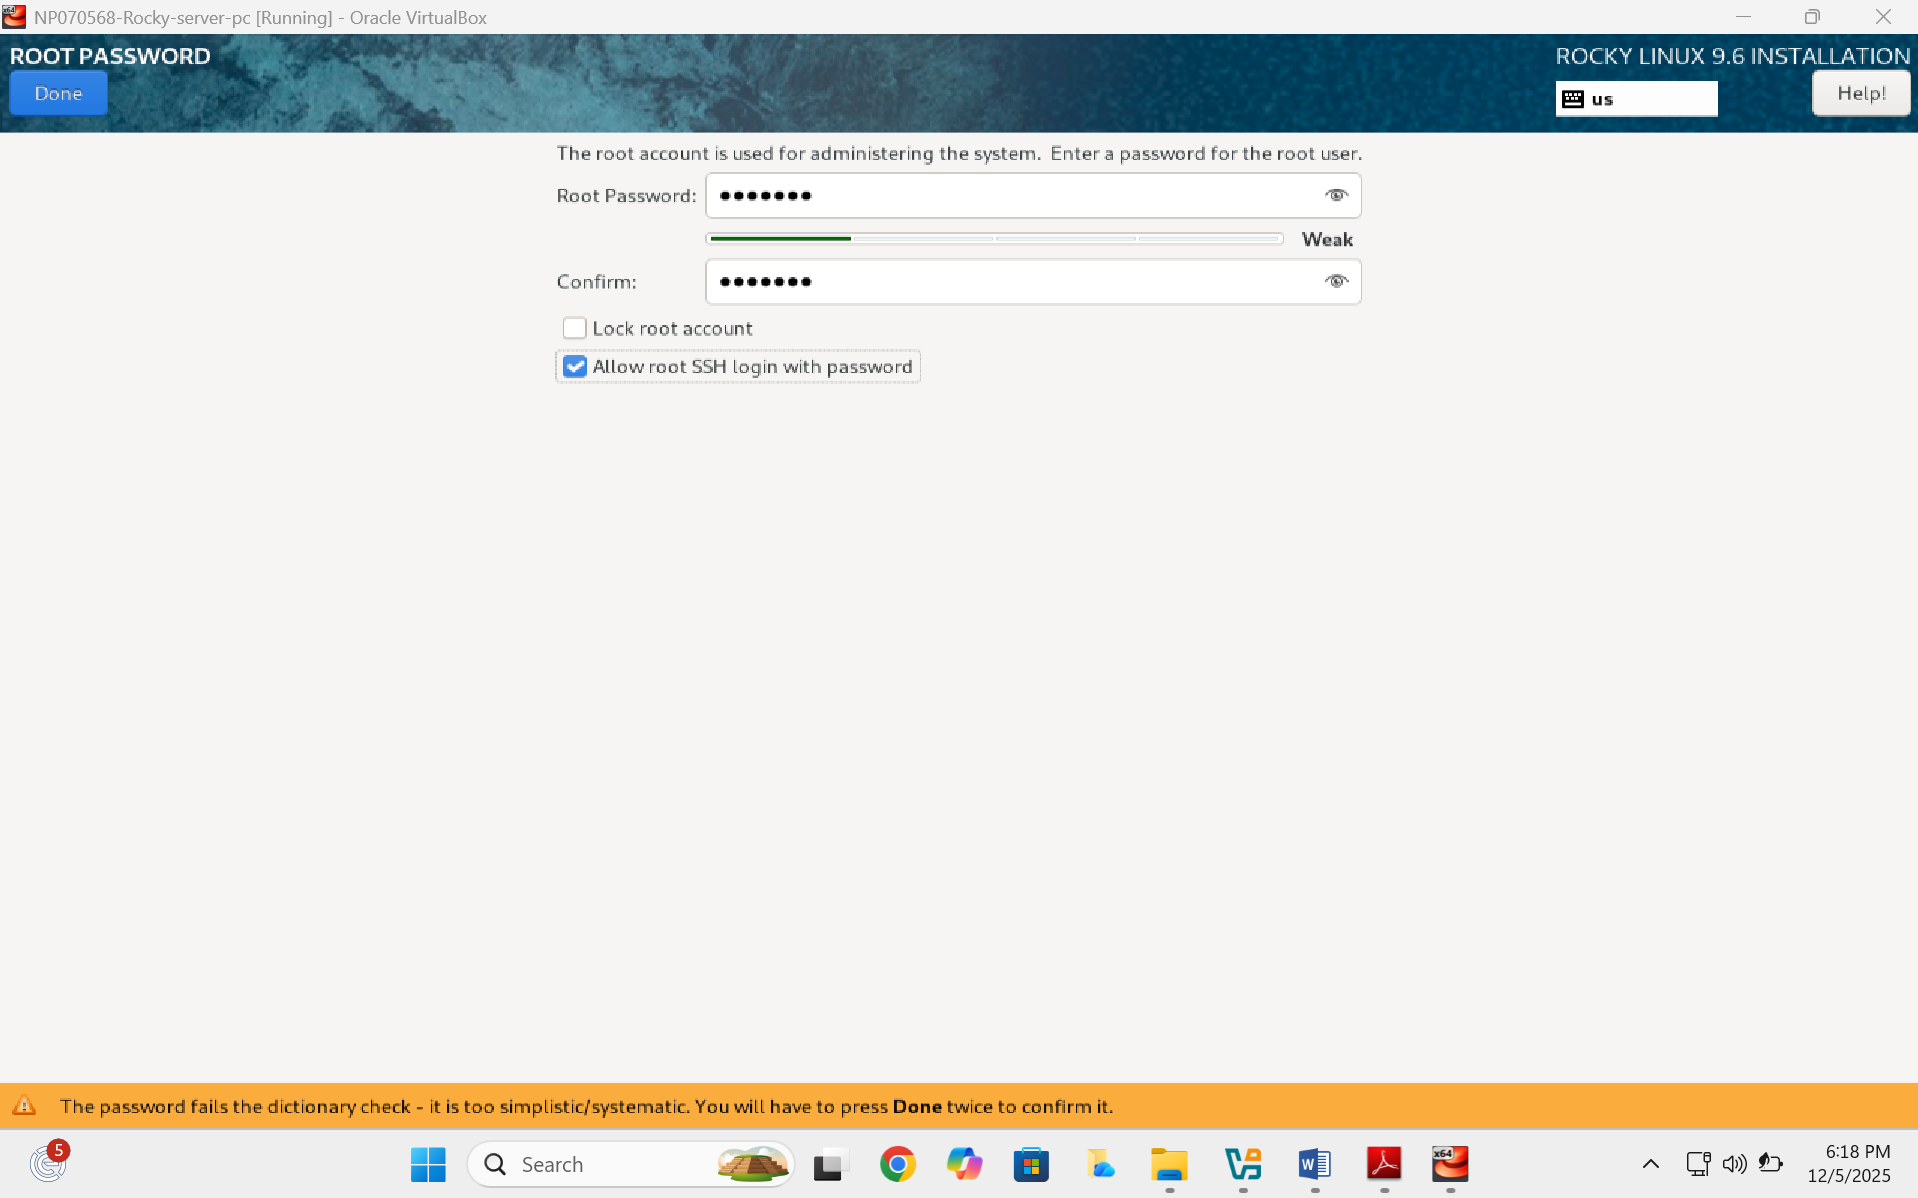 NP070568-Rocky-server-pc [Running] - Oracle VirtualBox
ROOT PASSWORD
ROCKY LINUX 9.6 INSTALLATION
Done
us
Help!
The root account is used for administering the system. Enter a password for the root user.
Root Password: •••••••
Weak
Confirm: •••••••
Lock root account
Allow root SSH login with password
The password fails the dictionary check - it is too simplistic/systematic. You will have to press Done twice to confirm it.
5
Search
x64
6:18 PM
12/5/2025